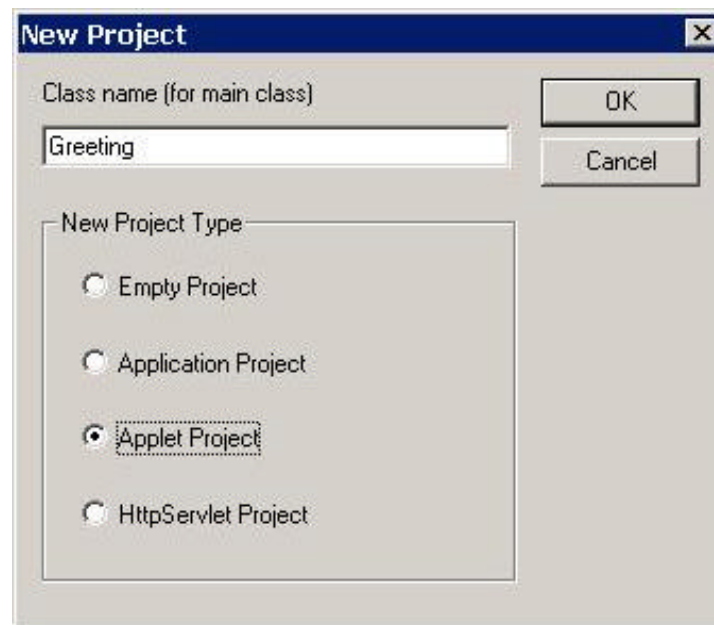 New Project
Class name (for main class)
OK
Greeting
Cancel
New Project Type
Empty Project
Application Project
Applet Project
HttpServlet Project